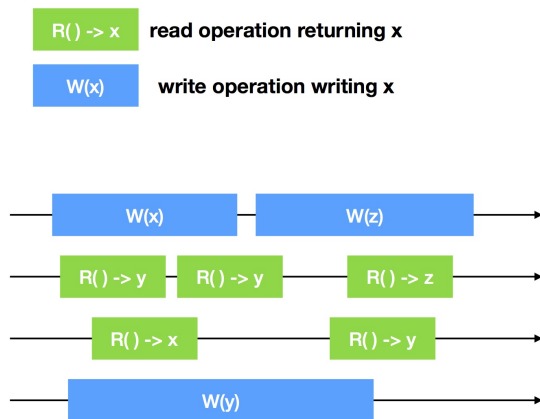 R( ) -> x read operation returning x
W(x) write operation writing x
W(x) W(z)
R( ) -> y R( ) -> y R( ) -> z
R( ) -> x R( ) -> y
W(y)